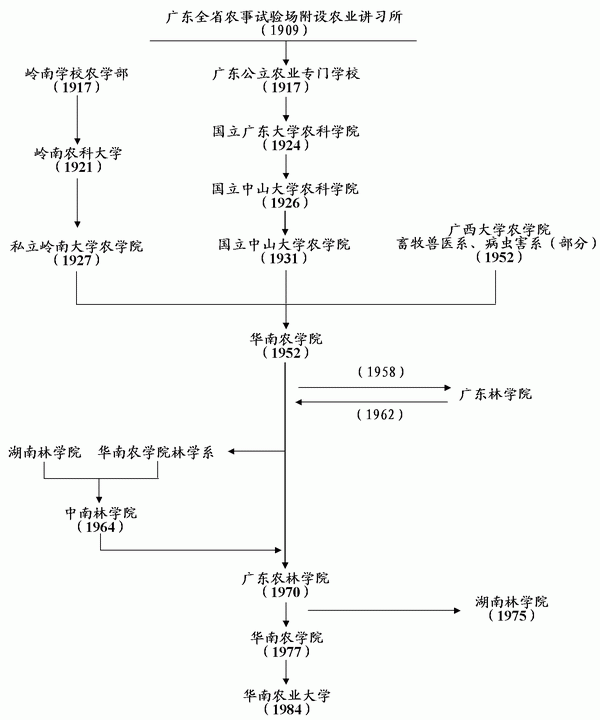 广东全省农事试验场附设农业讲习所
(1909)
岭南学校农学部
(1917)
广东公立农业专门学校
(1917)
岭南农科大学
(1921)
国立广东大学农科学院
(1924)
国立中山大学农科学院
(1926)
私立岭南大学农学院
(1927)
国立中山大学农学院
(1931)
广西大学农学院
畜牧兽医系、病虫害系(部分)
(1952)
华南农学院
(1952)
(1958)
(1962)
广东林学院
湖南林学院
华南农学院林学系
中南林学院
(1964)
广东农林学院
(1970)
湖南林学院
(1975)
华南农学院
(1977)
华南农业大学
(1984)